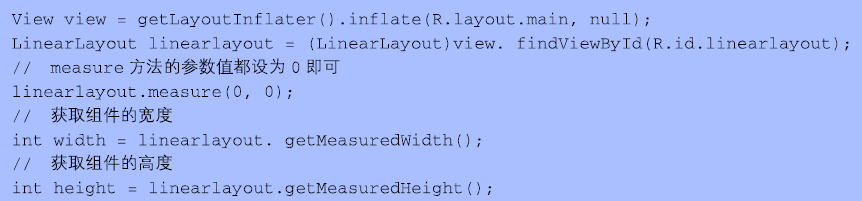 View view = getLayoutInflater().inflate(R.layout.main, null);
LinearLayout linearlayout = (LinearLayout)view. findViewById(R.id.linearlayout);
// measure 方法的参数值都设为 0 即可
linearlayout.measure(0, 0);
// 获取组件的宽度
int width = linearlayout. getMeasuredWidth();
// 获取组件的高度
int height = linearlayout.getMeasuredHeight();